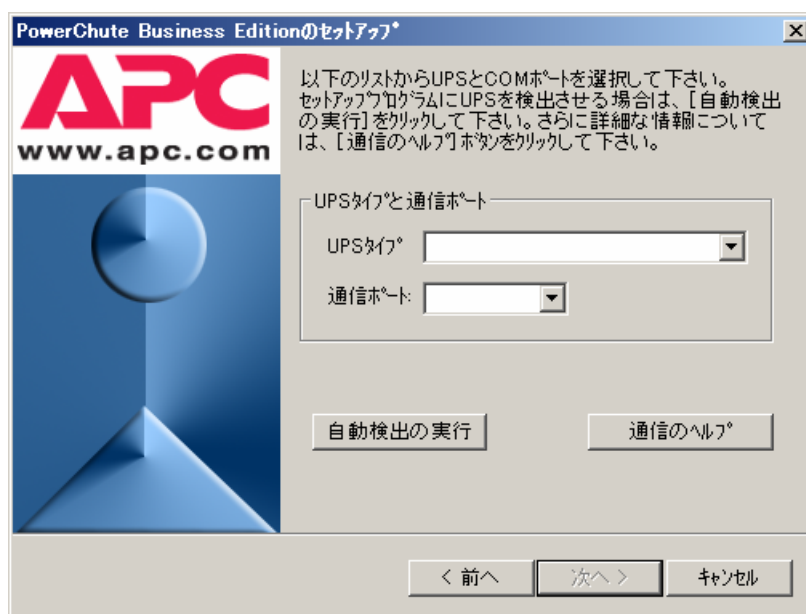 PowerChute Business Editionのｾｯﾄｱｯﾌﾟ
APC
www.apc.com
以下のリストからUPSとCOMポートを選択して下さい。
ｾｯﾄｱｯﾌﾟﾌﾟﾛｸﾞﾗﾑにUPSを検出させる場合は、[自動検出
の実行]をｸﾘｯｸして下さい。さらに詳細な情報について
は、[通信のﾍﾙﾌﾟ]ﾎﾞﾀﾝをｸﾘｯｸして下さい。
UPSﾀｲﾌﾟと通信ﾎﾟｰﾄ
UPSﾀｲﾌﾟ
通信ﾎﾟｰﾄ:
自動検出の実行
通信のﾍﾙﾌﾟ
< 前へ
次へ >
ｷｬﾝｾﾙ